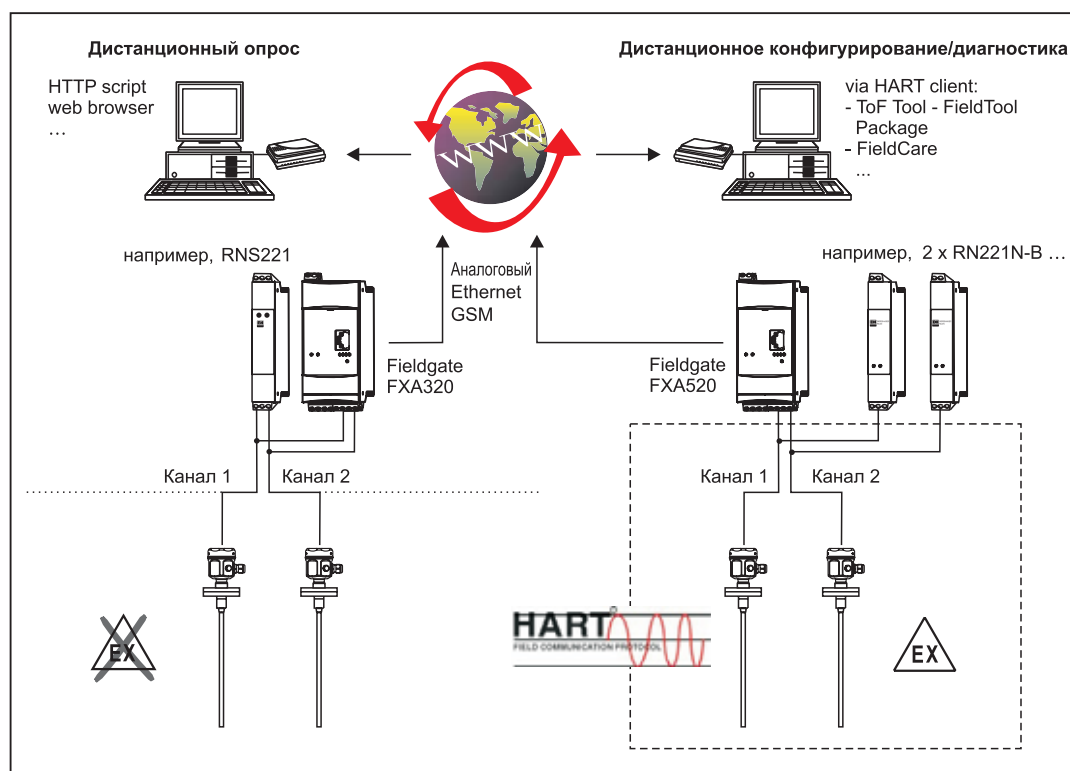 Дистанционный опрос
HTTP script
web browser
...
Дистанционное конфигурирование/диагностика
via HART client:
- ToF Tool - FieldTool
Package
- FieldCare
...
WWW
например, RNS221
Аналоговый
Ethernet
GSM
например, 2 x RN221N-B ...
Fieldgate
FXA320
Fieldgate
FXA520
Канал 1
Канал 2
Канал 1
Канал 2
EX
HART®
FIELD COMMUNICATION PROTOCOL
EX